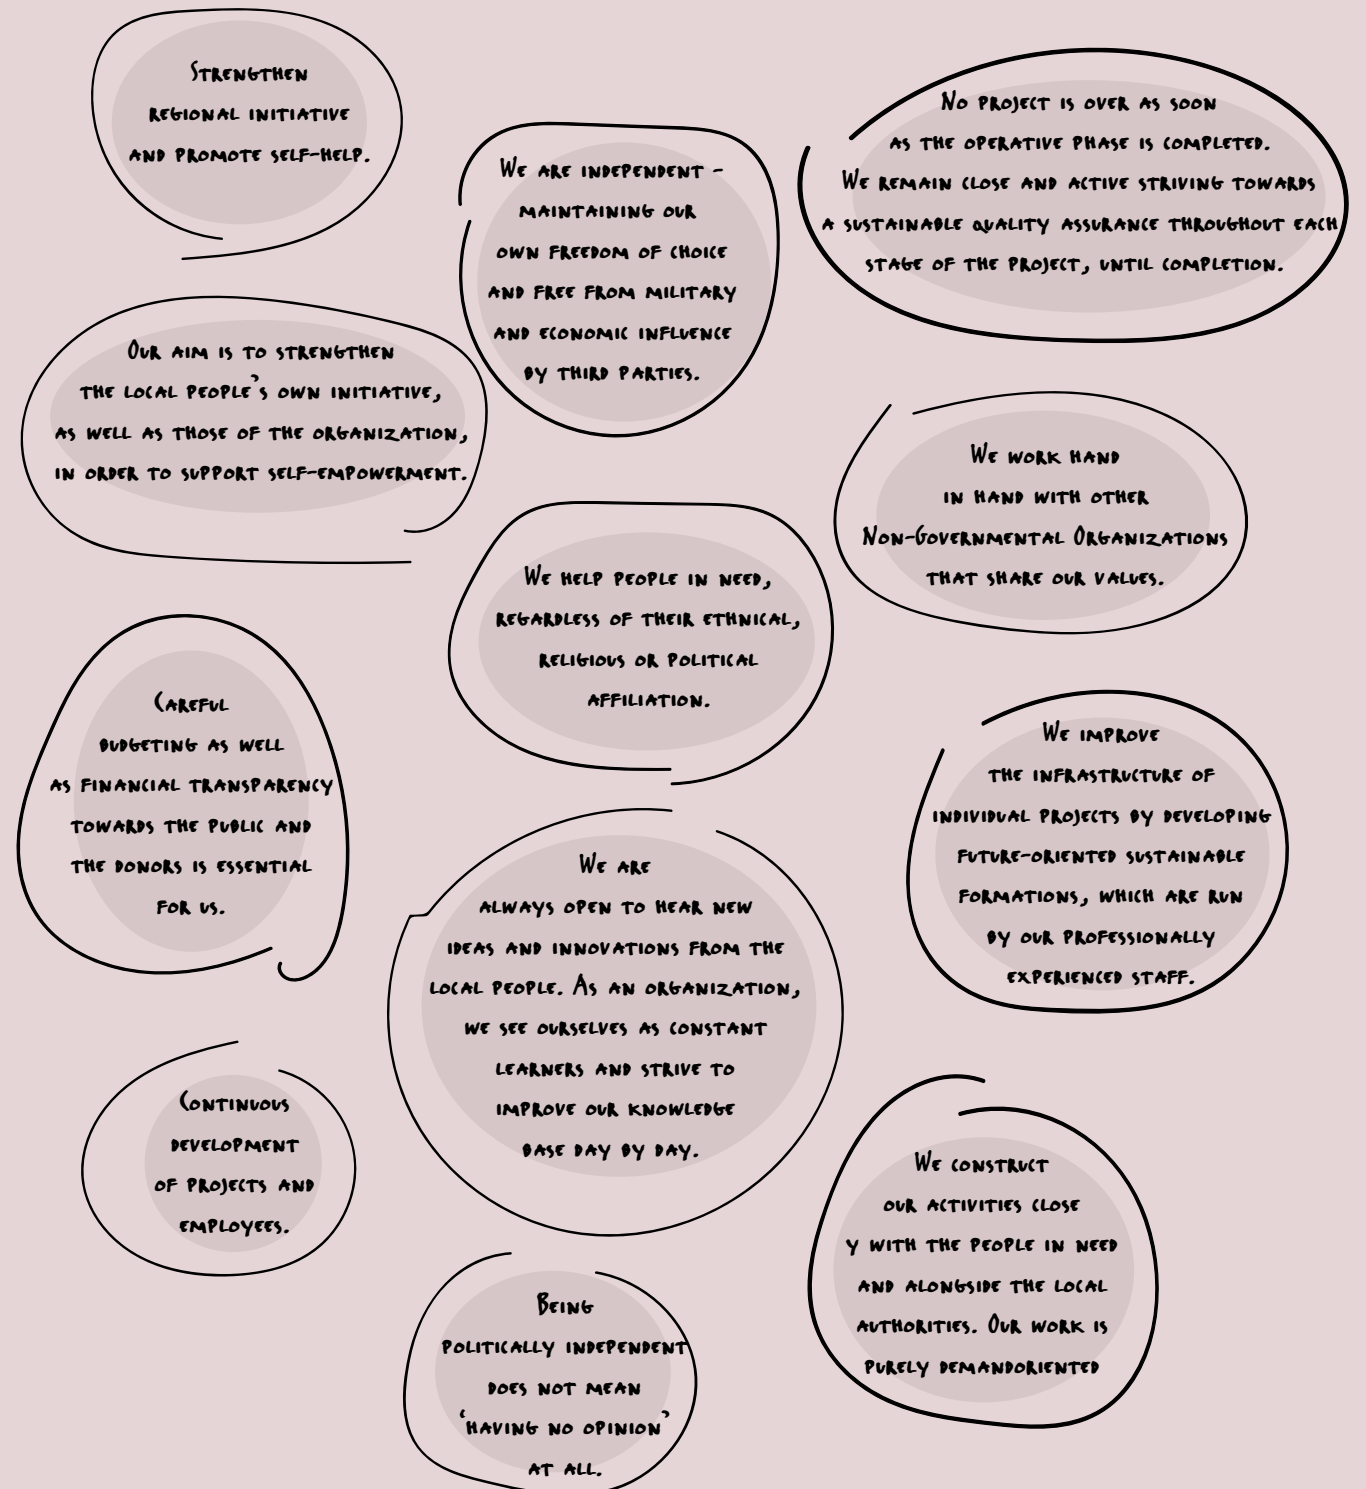 Strengthen
regional initiative
and promote self-help.
We are independent –
maintaining our
own freedom of choice
and free from military
and economic influence
by third parties.
No project is over as soon
as the operative phase is completed.
We remain close and active striving towards
a sustainable quality assurance throughout each
stage of the project, until completion.
Our aim is to strengthen
the local people's own initiative,
as well as those of the organization,
in order to support self-empowerment.
We work hand
in hand with other
Non-Governmental Organizations
that share our values.
We help people in need,
regardless of their ethnical,
religious or political
affiliation.
Careful
budgeting as well
as financial transparency
towards the public and
the donors is essential
for us.
We improve
the infrastructure of
individual projects by developing
future-oriented sustainable
formations, which are run
by our professionally
experienced staff.
We are
always open to hear new
ideas and innovations from the
local people. As an organization,
we see ourselves as constant
learners and strive to
improve our knowledge
base day by day.
Continuous
development
of projects and
employees.
We construct
our activities close
y with the people in need
and alongside the local
authorities. Our work is
purely demandoriented
Being
politically independent
does not mean
'having no opinion'
at all.